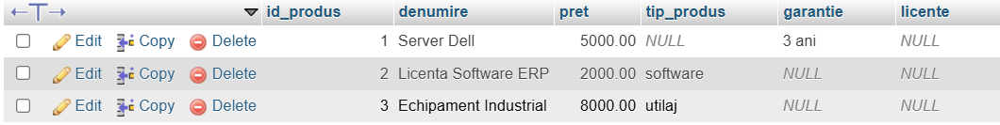 id_produs denumire pret tip_produs garantie licente
Edit Copy Delete 1 Server Dell 5000.00 NULL 3 ani NULL
Edit Copy Delete 2 Licenta Software ERP 2000.00 software NULL NULL
Edit Copy Delete 3 Echipament Industrial 8000.00 utilaj NULL NULL